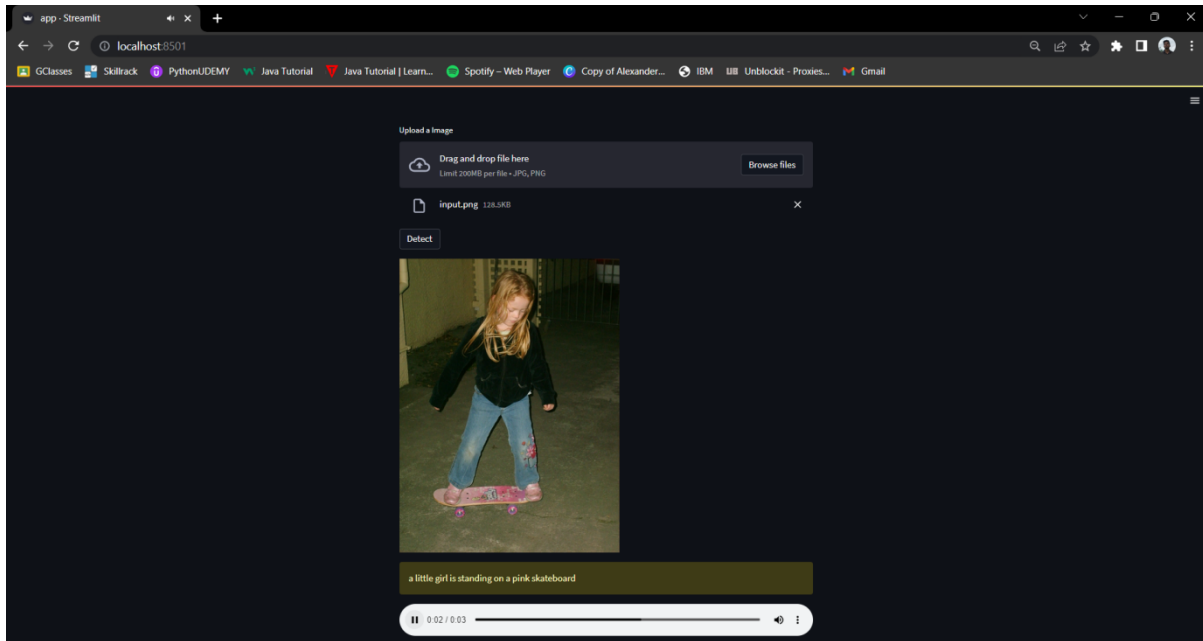 app - Streamlit
localhost:8501
GClasses Skillrack PythonUDEMY Java Tutorial Java Tutorial | Learn... Spotify – Web Player Copy of Alexander... IBM Unblockit - Proxies... Gmail
Upload a Image
Drag and drop file here
Limit 200MB per file • JPG, PNG
Browse files
input.png 128.5KB
Detect
a little girl is standing on a pink skateboard
0:02 / 0:03